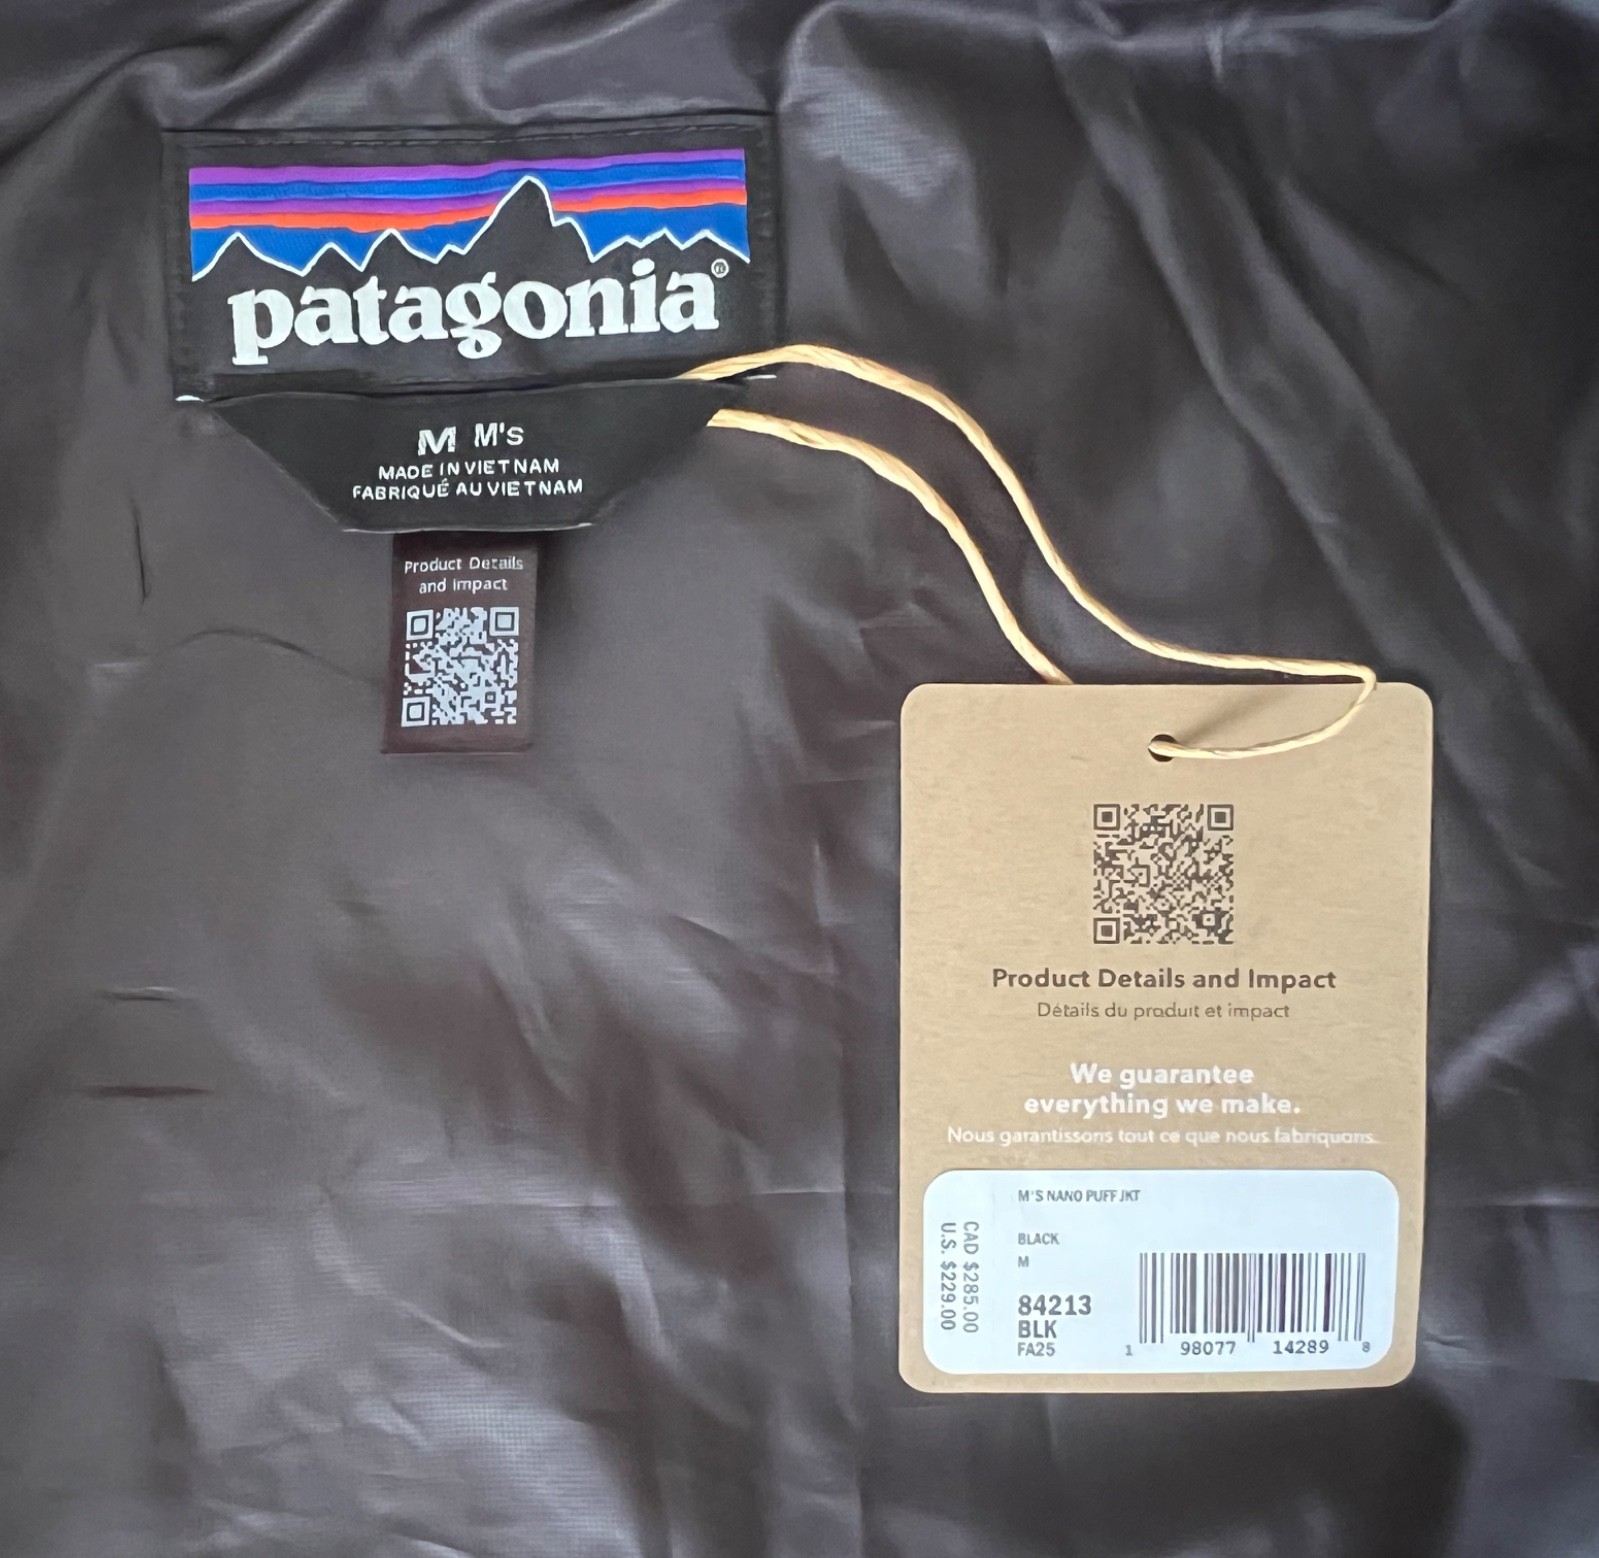 patagonia®
M M's
MADE IN VIETNAM
FABRIQUÉ AU VIETNAM
Product Details
and Impact
Product Details and Impact
Détails du produit et impact
We guarantee
everything we make.
Nous garantissons tout ce que nous fabriquons.
M'S NANO PUFF JKT
BLACK
M
84213
BLK
FA25
CAD $285.00
U.S. $229.00
1 98077 14289 8